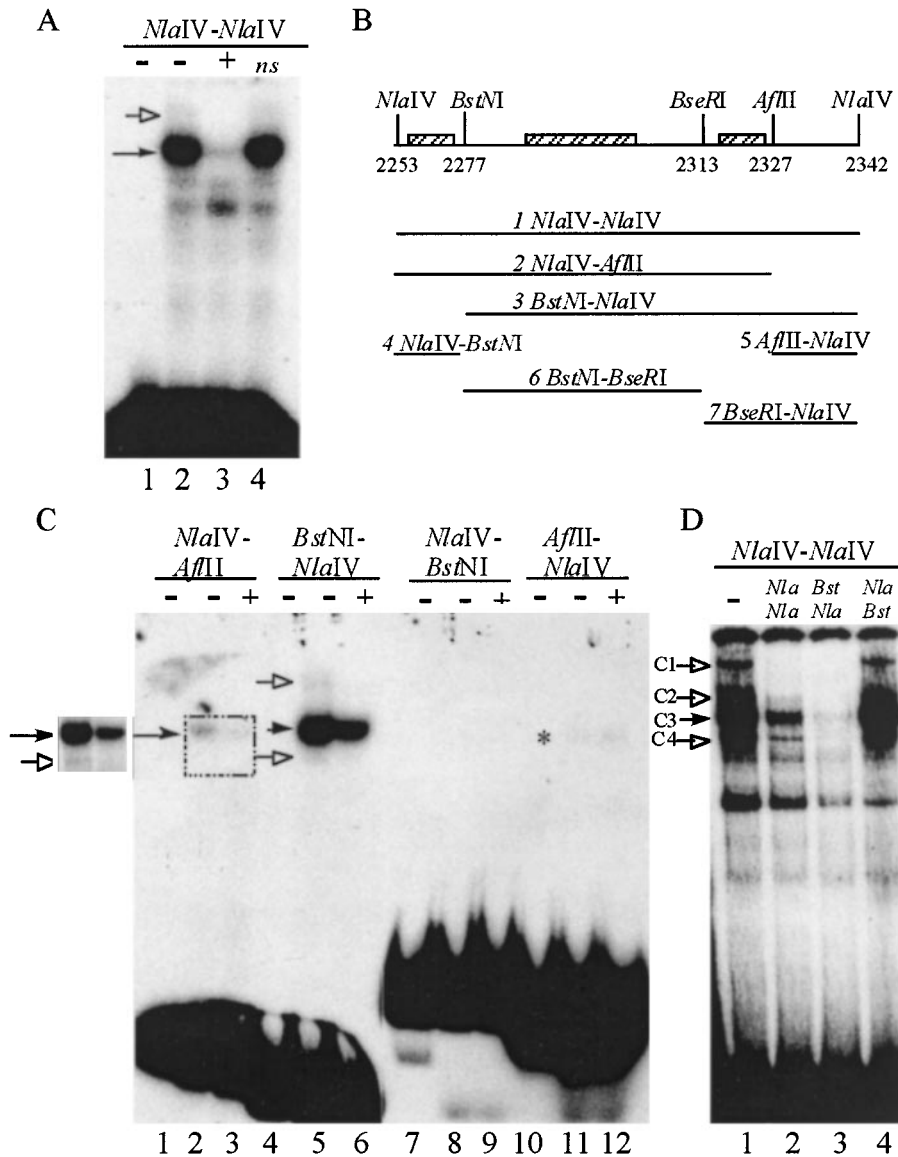 A
NlaIV-NlaIV
- - + ns
1 2 3 4
B
NlaIV BstNI BseRI AflII NlaIV
2253 2277 2313 2327 2342
1 NlaIV-NlaIV
2 NlaIV-AflII
3 BstNI-NlaIV
4 NlaIV-BstNI 5 AflII-NlaIV
6 BstNI-BseRI
7 BseRI-NlaIV
C
NlaIV- BstNI- NlaIV- AflII-
AflII NlaIV BstNI NlaIV
- - + - - + - - + - - +
*
1 2 3 4 5 6 7 8 9 10 11 12
D
NlaIV-NlaIV
- Nla Bst Nla
Nla Nla Bst
C1
C2
C3
C4
1 2 3 4